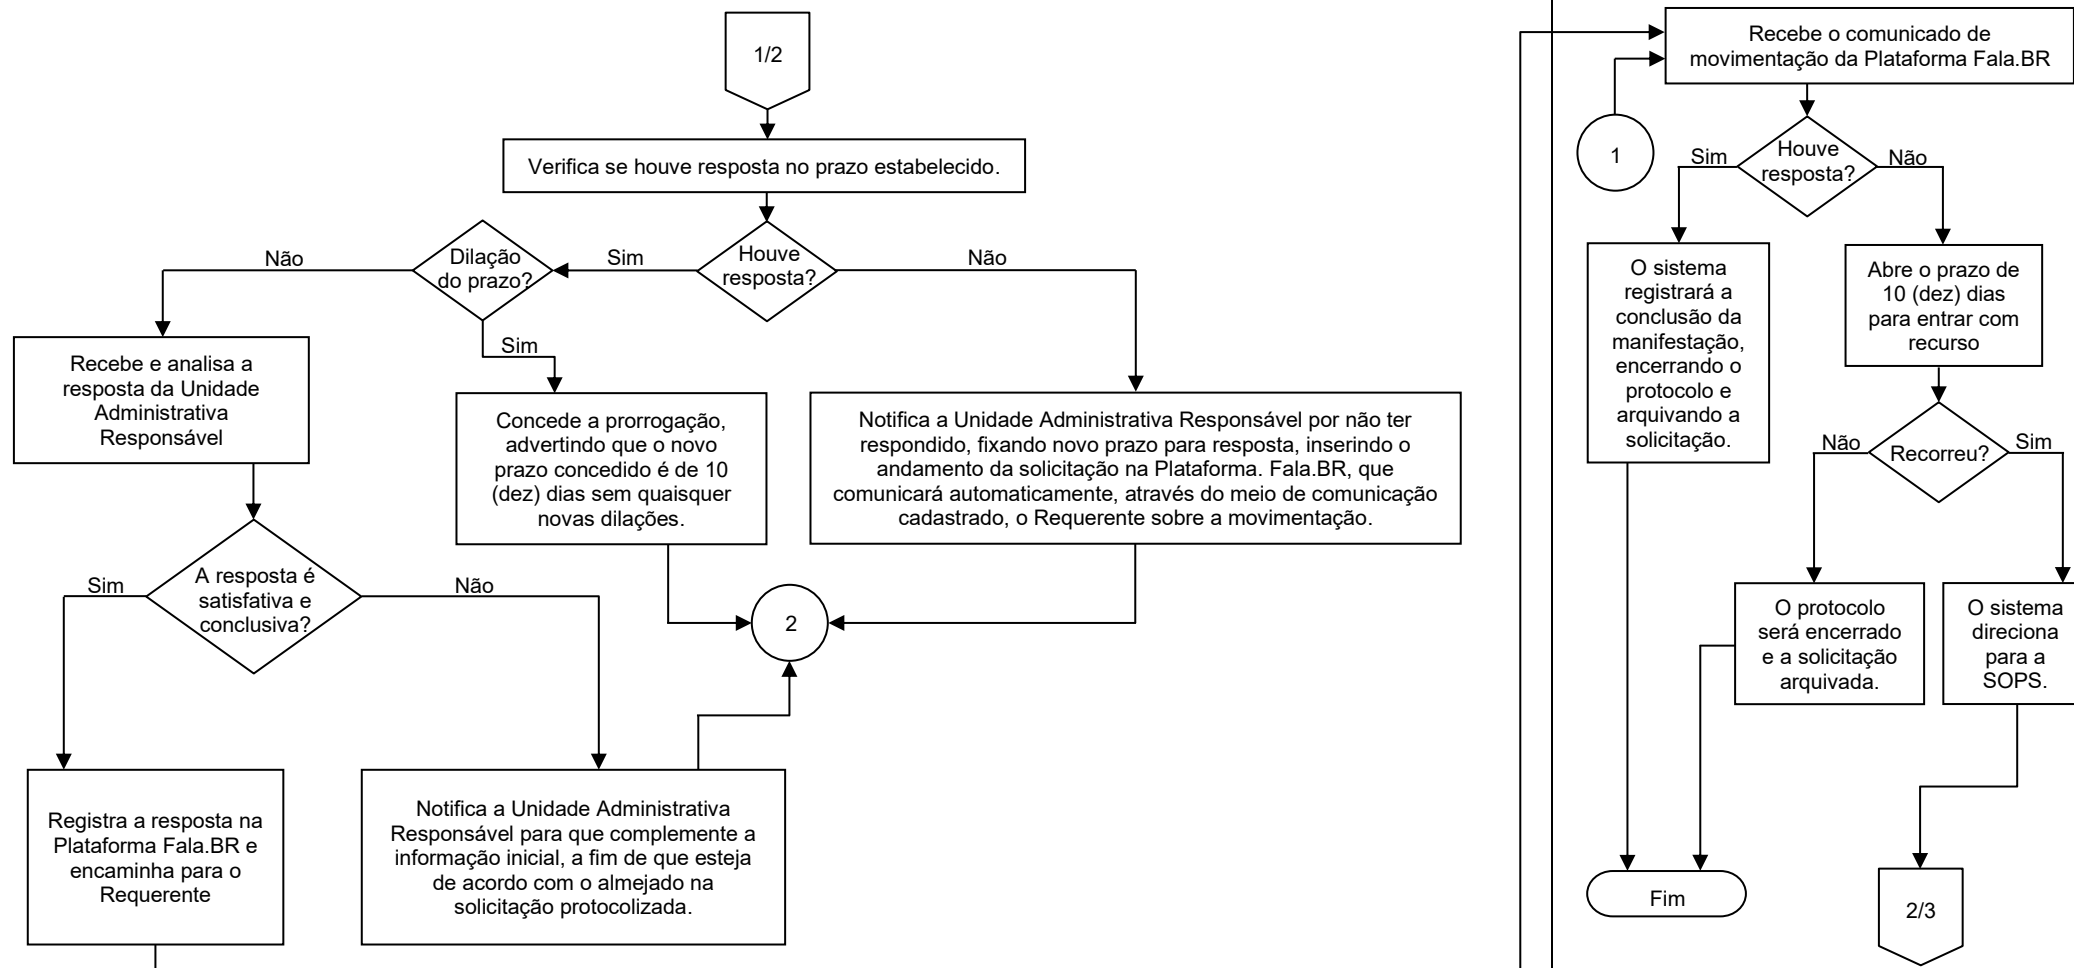 1/2
Verifica se houve resposta no prazo estabelecido.
Houve
resposta?
Sim
Não
Dilação
do prazo?
Não
Sim
Recebe e analisa a
resposta da Unidade
Administrativa
Responsável
Concede a prorrogação,
advertindo que o novo
prazo concedido é de 10
(dez) dias sem quaisquer
novas dilações.
Notifica a Unidade Administrativa Responsável por não ter
respondido, fixando novo prazo para resposta, inserindo o
andamento da solicitação na Plataforma. Fala.BR, que
comunicará automaticamente, através do meio de comunicação
cadastrado, o Requerente sobre a movimentação.
A resposta é
satisfativa e
conclusiva?
Sim
Não
2
Registra a resposta na
Plataforma Fala.BR e
encaminha para o
Requerente
Notifica a Unidade Administrativa
Responsável para que complemente a
informação inicial, a fim de que esteja
de acordo com o almejado na
solicitação protocolizada.
Recebe o comunicado de
movimentação da Plataforma Fala.BR
1
Houve
resposta?
Sim
Não
O sistema
registrará a
conclusão da
manifestação,
encerrando o
protocolo e
arquivando a
solicitação.
Abre o prazo de
10 (dez) dias
para entrar com
recurso
Recorreu?
Não
Sim
O protocolo
será encerrado
e a solicitação
arquivada.
O sistema
direciona
para a
SOPS.
Fim
2/3